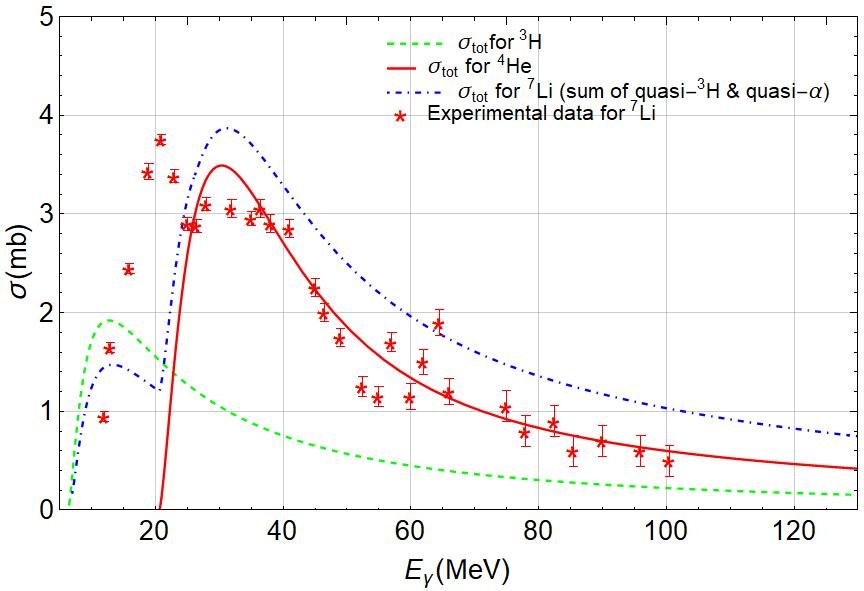 5
4
3
2
1
0
σ(mb)
σtot for ³H
σtot for ⁴He
σtot for ⁷Li (sum of quasi−³H & quasi−α)
Experimental data for ⁷Li
20 40 60 80 100 120
Eγ(MeV)